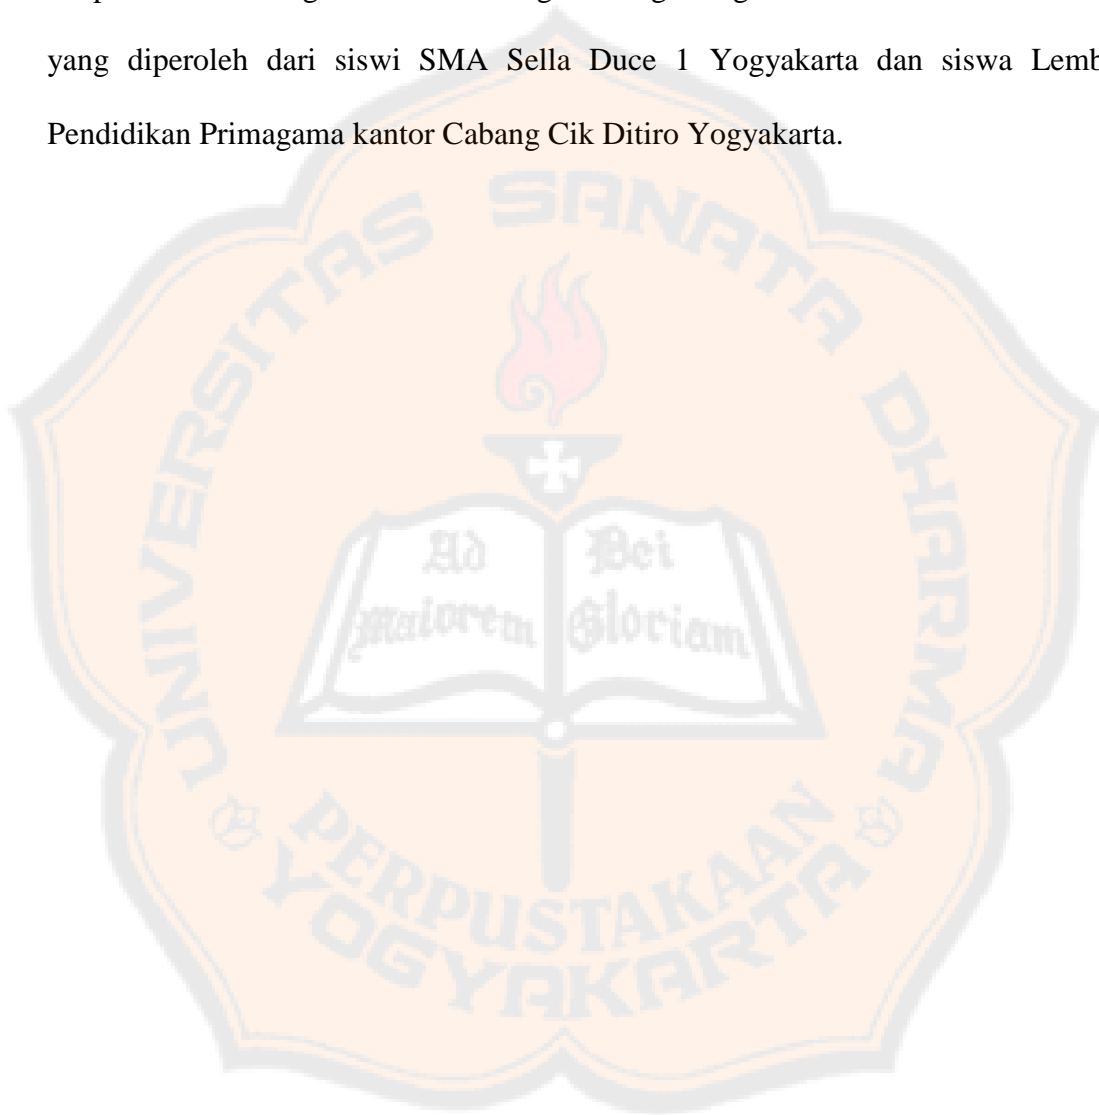 yang diperoleh dari siswi SMA Sella Duce 1 Yogyakarta dan siswa Lemb
Pendidikan Primagama kantor Cabang Cik Ditiro Yogyakarta.
UNIVERSITAS SANATA DHARMA
Ad Dei
maiorem Gloriam
PERPUSTAKAAN
YOGYAKARTA